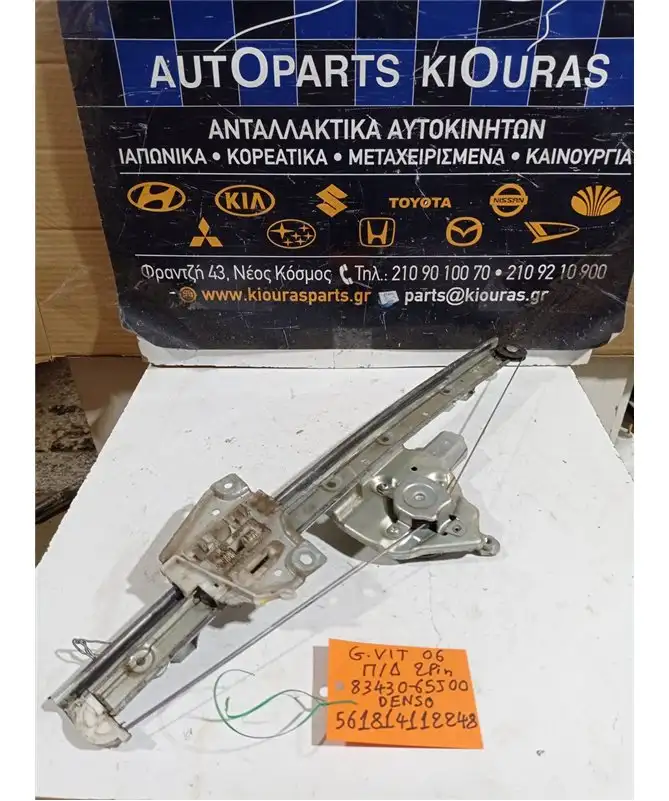 AUTOPARTS KIOURAS
ΑΝΤΑΛΛΑΚΤΙΚΑ ΑΥΤΟΚΙΝΗΤΩΝ
ΙΑΠΩΝΙΚΑ • ΚΟΡΕΑΤΙΚΑ • ΜΕΤΑΧΕΙΡΙΣΜΕΝΑ • ΚΑΙΝΟΥΡΓΙΑ
KIA TOYOTA NISSAN
Φραντζή 43, Νέος Κόσμος Τηλ.: 210 90 100 70 • 210 92 10 900
www.kiourasparts.gr parts@kiouras.gr
G.VIT 06
Π/Δ 2Pin
83430-65J00
DENSO
561814112248